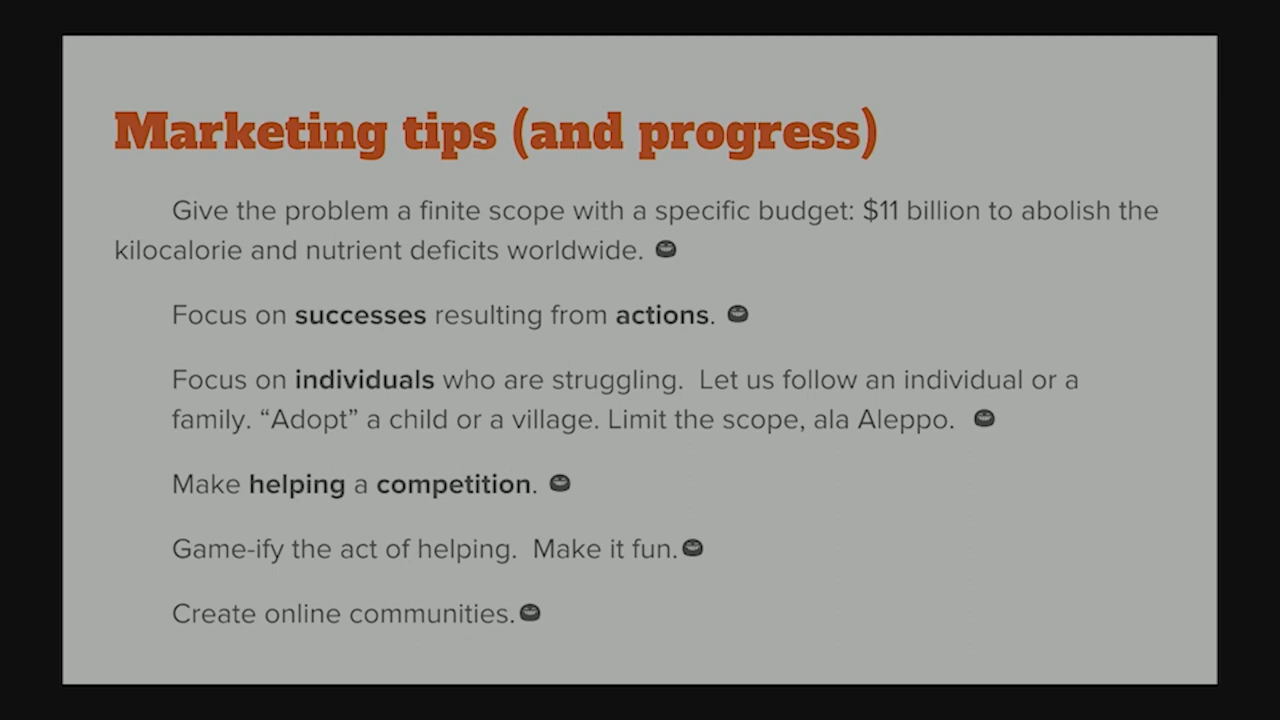 Marketing tips (and progress)
Give the problem a finite scope with a specific budget: $11 billion to abolish the
kilocalorie and nutrient deficits worldwide.
Focus on successes resulting from actions.
Focus on individuals who are struggling.  Let us follow an individual or a
family. “Adopt” a child or a village. Limit the scope, ala Aleppo.
Make helping a competition.
Game-ify the act of helping.  Make it fun.
Create online communities.